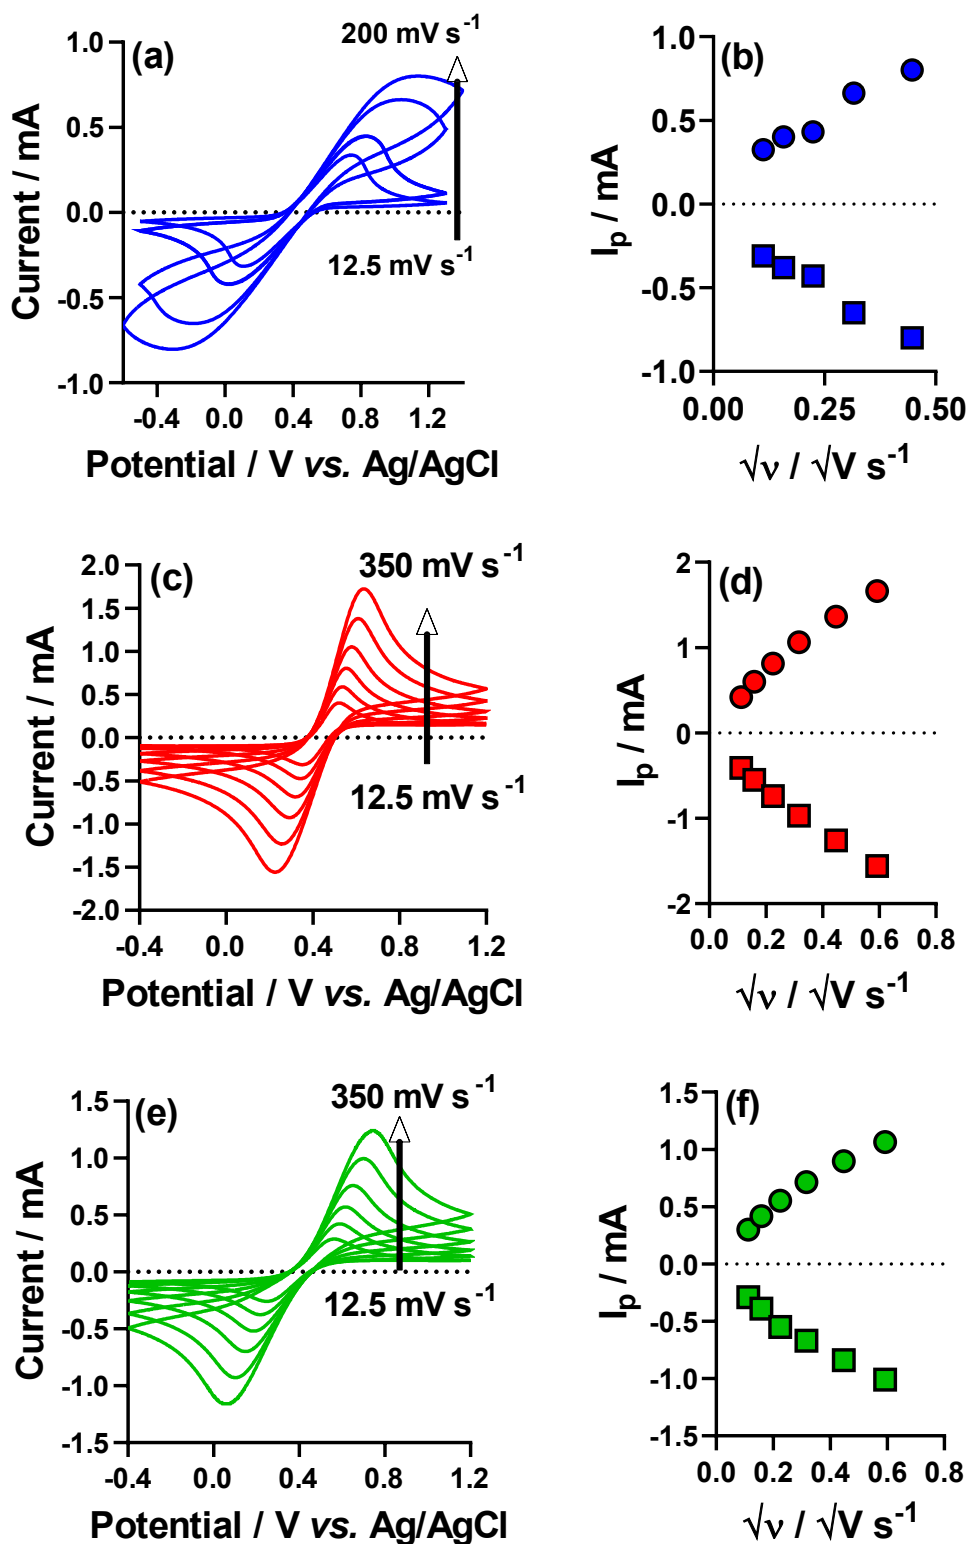 (a)
200 mV s⁻¹
1.0
0.5
0.0
-0.5
-1.0
Current / mA
12.5 mV s⁻¹
-0.4 0.0 0.4 0.8 1.2
Potential / V vs. Ag/AgCl
(b)
1.0
0.5
0.0
-0.5
-1.0
Iₚ / mA
0.00 0.25 0.50
√ν / √V s⁻¹
(c)
350 mV s⁻¹
2.0
1.5
1.0
0.5
0.0
-0.5
-1.0
-1.5
-2.0
Current / mA
12.5 mV s⁻¹
-0.4 0.0 0.4 0.8 1.2
Potential / V vs. Ag/AgCl
(d)
2
1
0
-1
-2
Iₚ / mA
0.0 0.2 0.4 0.6 0.8
√ν / √V s⁻¹
(e)
350 mV s⁻¹
1.5
1.0
0.5
0.0
-0.5
-1.0
-1.5
Current / mA
12.5 mV s⁻¹
-0.4 0.0 0.4 0.8 1.2
Potential / V vs. Ag/AgCl
(f)
1.5
1.0
0.5
0.0
-0.5
-1.0
-1.5
Iₚ / mA
0.0 0.2 0.4 0.6 0.8
√ν / √V s⁻¹